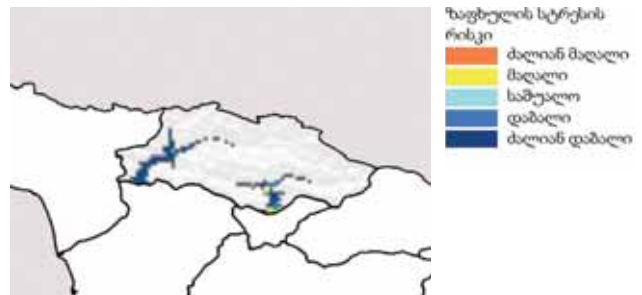 ზაფხულის სტრესის
რისკი
ძალიან მაღალი
მაღალი
საშუალო
დაბალი
ძალიან დაბალი